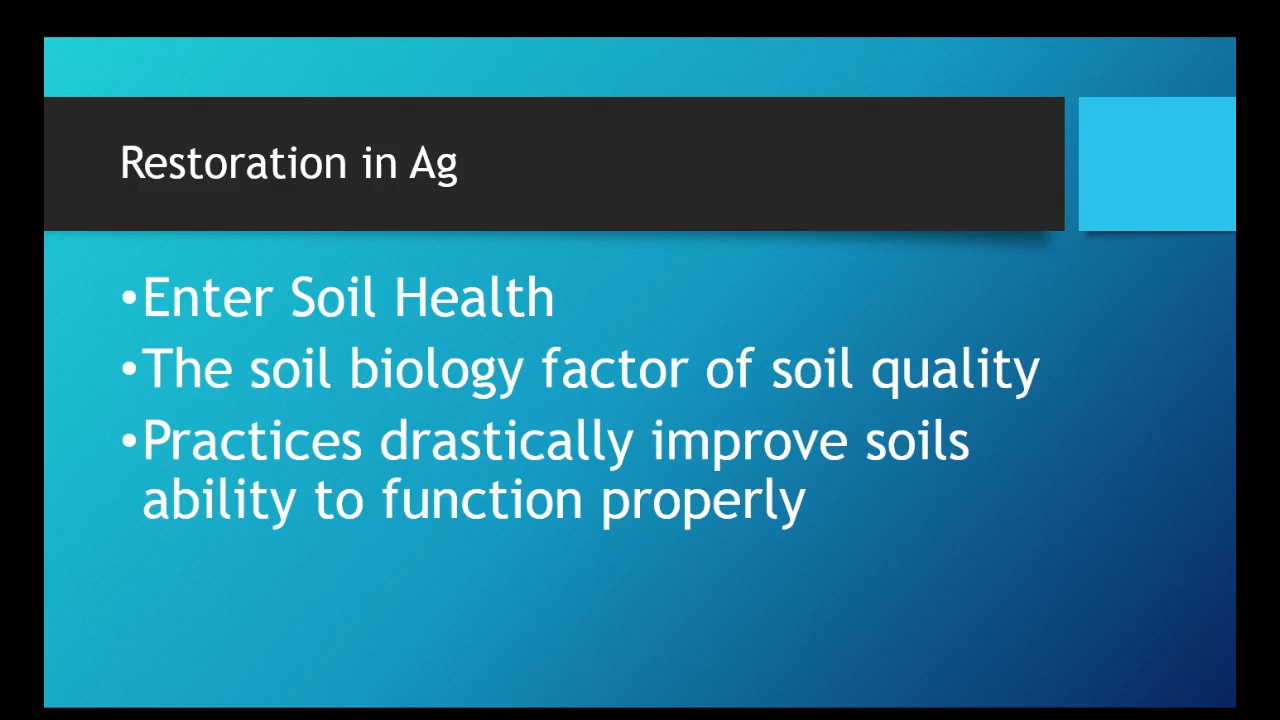 Restoration in Ag
•Enter Soil Health
•The soil biology factor of soil quality
•Practices drastically improve soils
ability to function properly